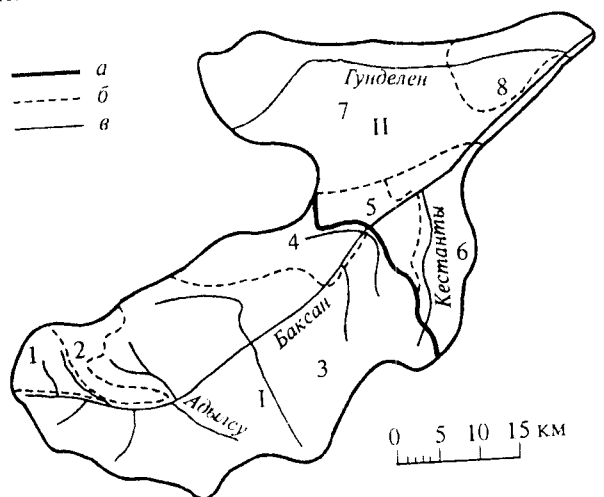 а
б
в
Гунделен
8
7
II
5
4
Кестанты
6
Баксан
1
2
3
I
Адылсу
0 5 10 15 км